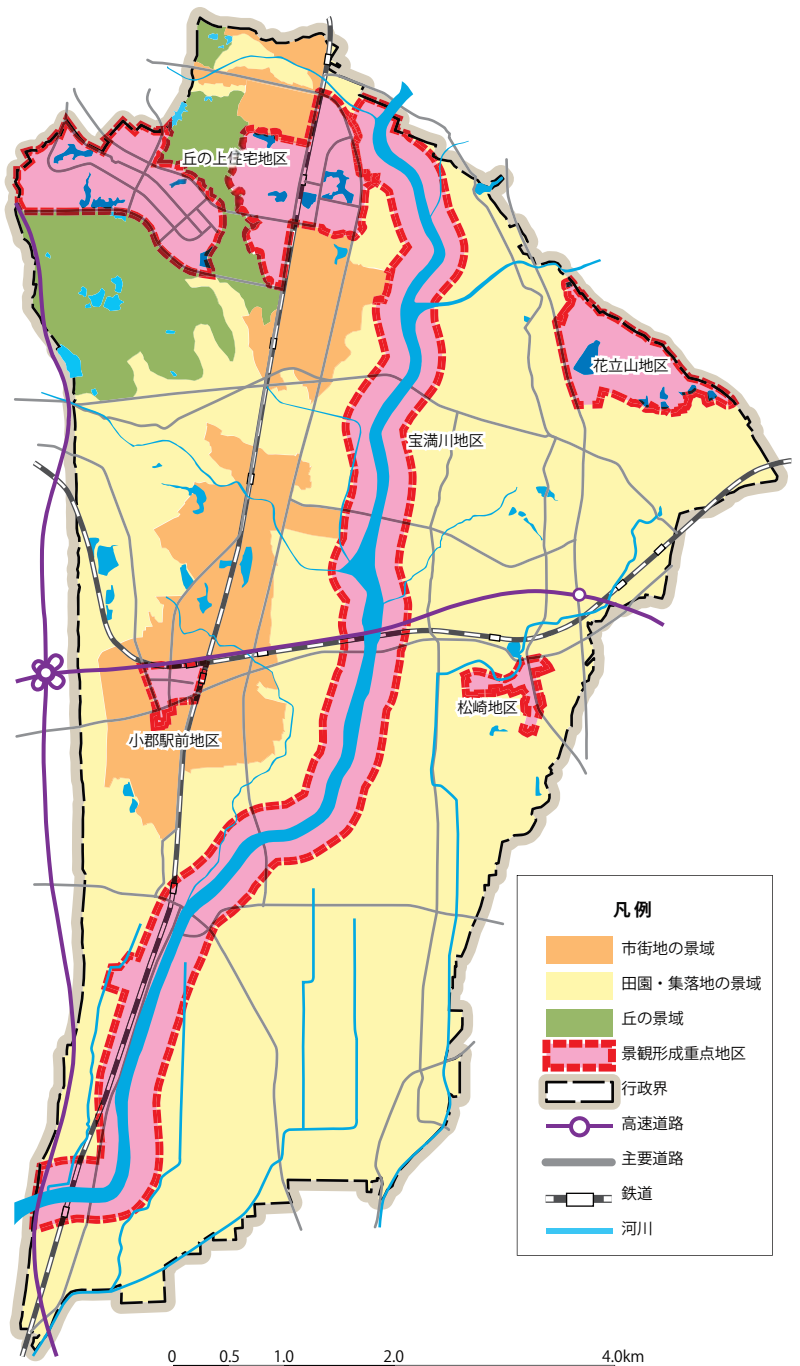 丘の上住宅地区
花立山地区
宝満川地区
松崎地区
小郡駅前地区
凡例
市街地の景域
田園・集落地の景域
丘の景域
景観形成重点地区
行政界
高速道路
主要道路
鉄道
河川
0 0.5 1.0 2.0 4.0km